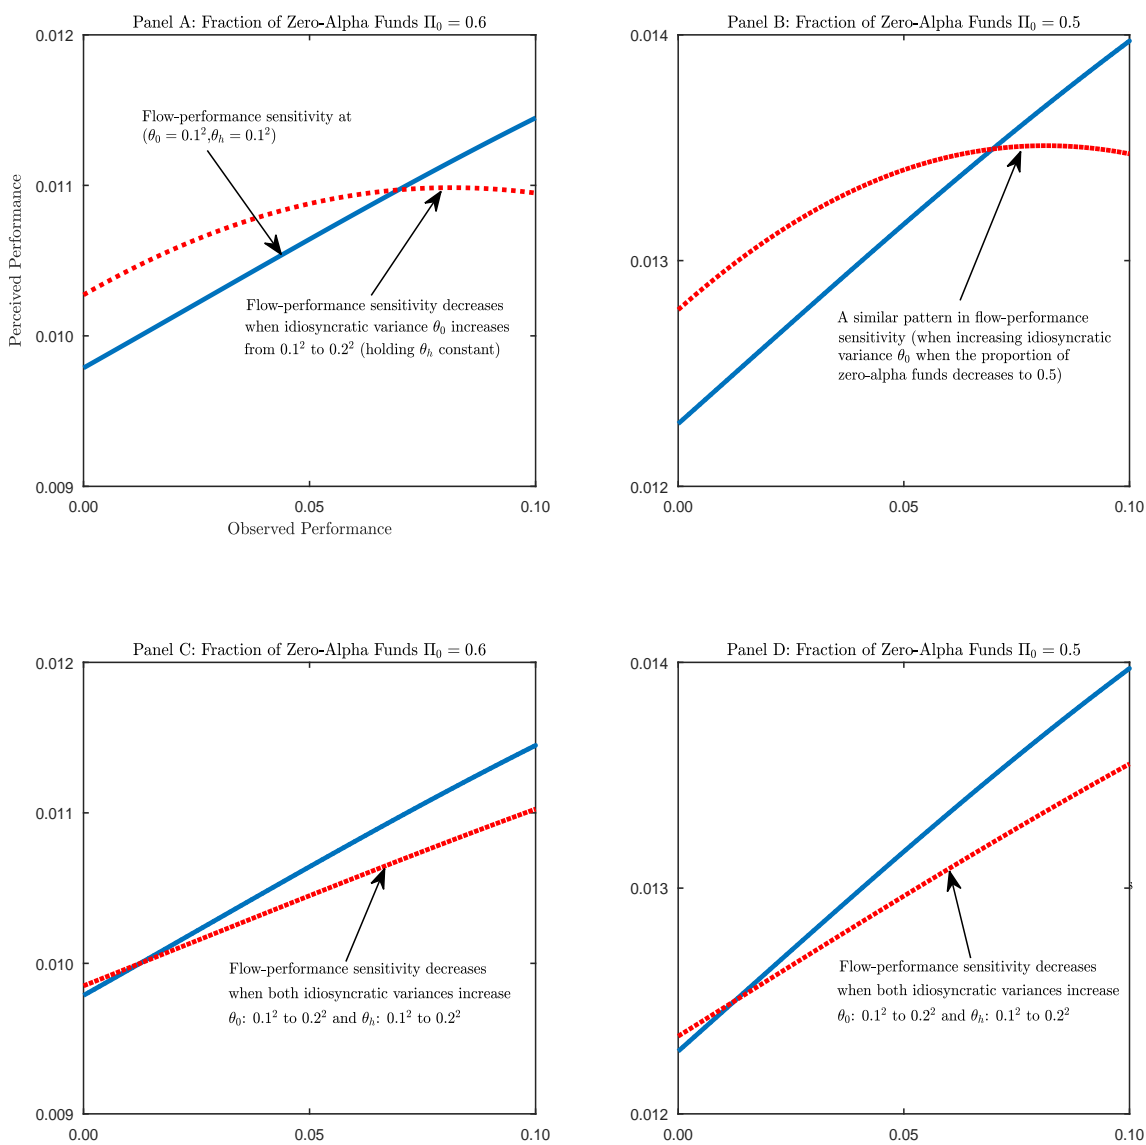 Panel A: Fraction of Zero-Alpha Funds Π₀ = 0.6
0.012
0.011
0.010
0.009
Perceived Performance
Flow-performance sensitivity at
(θ₀ = 0.1²,θₕ = 0.1²)
Flow-performance sensitivity decreases
when idiosyncratic variance θ₀ increases
from 0.1² to 0.2² (holding θₕ constant)
0.00
0.05
0.10
Observed Performance
Panel B: Fraction of Zero-Alpha Funds Π₀ = 0.5
0.014
0.013
0.012
A similar pattern in flow-performance
sensitivity (when increasing idiosyncratic
variance θ₀ when the proportion of
zero-alpha funds decreases to 0.5)
0.00
0.05
0.10
Panel C: Fraction of Zero-Alpha Funds Π₀ = 0.6
0.012
0.011
0.010
0.009
Flow-performance sensitivity decreases
when both idiosyncratic variances increase
θ₀: 0.1² to 0.2² and θₕ: 0.1² to 0.2²
0.00
0.05
0.10
Panel D: Fraction of Zero-Alpha Funds Π₀ = 0.5
0.014
0.013
0.012
s
Flow-performance sensitivity decreases
when both idiosyncratic variances increase
θ₀: 0.1² to 0.2² and θₕ: 0.1² to 0.2²
0.00
0.05
0.10